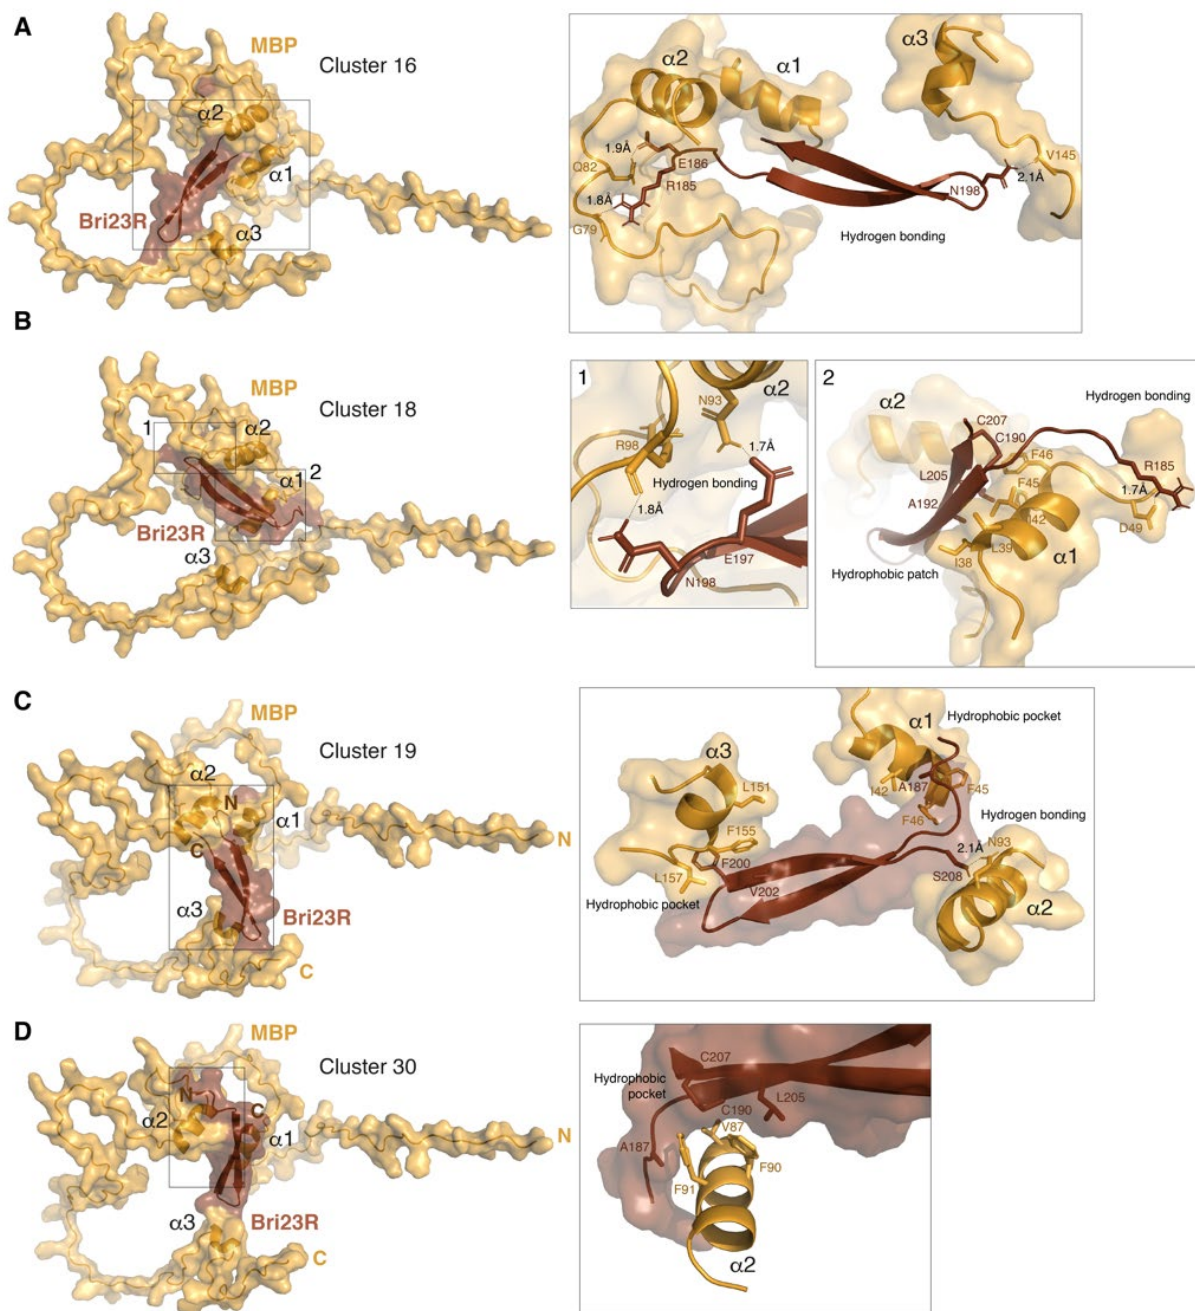 A
MBP
Cluster 16
α2
α1
Bri23R
α3
α2
α1
α3
1.9Å
Q82
E186
R185
1.8Å
G79
N198
2.1Å
V145
Hydrogen bonding
B
MBP
Cluster 18
1
α2
α1
2
Bri23R
α3
1
α2
N93
R98
1.7Å
Hydrogen bonding
1.8Å
E197
N198
2
Hydrogen bonding
α2
C207
C190
F46
R185
L205
F45
1.7Å
A192
I42
D49
L39
α1
I38
Hydrophobic patch
C
MBP
Cluster 19
α2
N
α1
C
N
α3
Bri23R
C
α1
Hydrophobic pocket
α3
I42
A187
F45
L151
F46
Hydrogen bonding
F155
2.1Å
N93
F200
S208
L157
V202
Hydrophobic pocket
α2
D
MBP
Cluster 30
N
C
α2
α1
N
α3
Bri23R
C
C207
Hydrophobic
pocket
L205
C190
V87
A187
F90
F91
α2